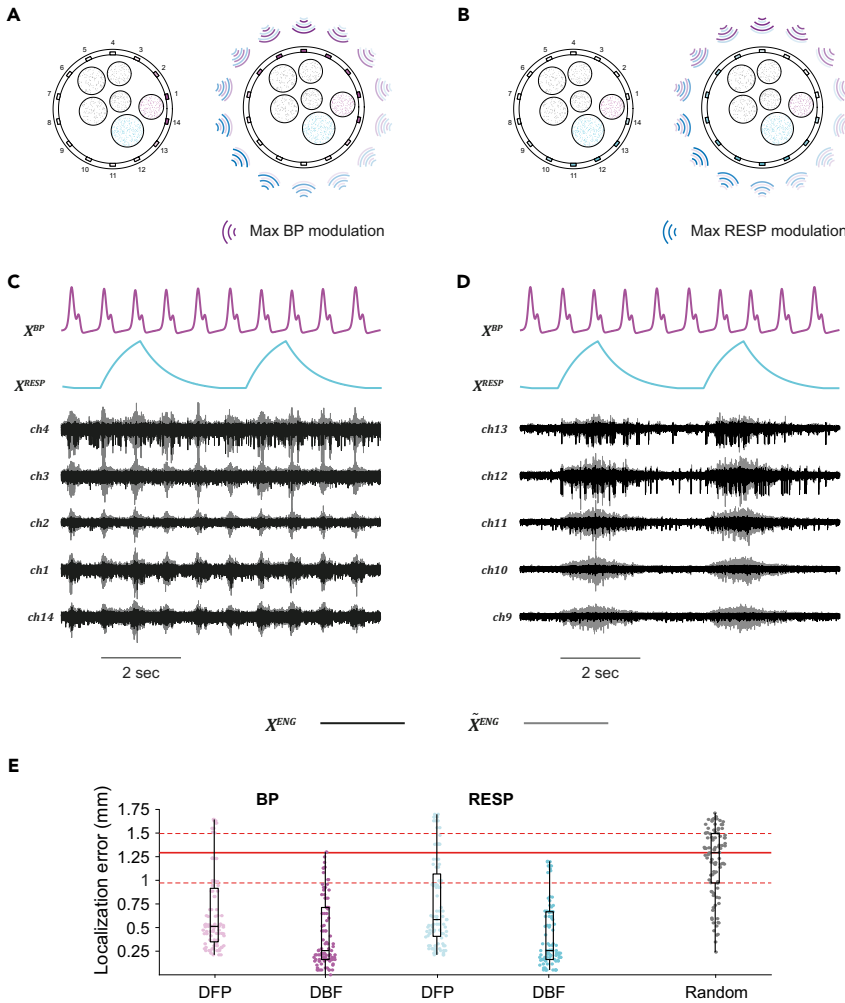 A
B
4
5 3
6 2
7 1
8 14
9 13
10 12
11
4
5 3
6 2
7 1
8 14
9 13
10 12
11
Max BP modulation
Max RESP modulation
C
D
X^BP
X^RESP
ch4
ch3
ch2
ch1
ch14
2 sec
X^BP
X^RESP
ch13
ch12
ch11
ch10
ch9
2 sec
X^ENG
X̃^ENG
E
BP
RESP
Localization error (mm)
1.75
1.5
1.25
1
0.75
0.5
0.25
DFP DBF DFP DBF Random